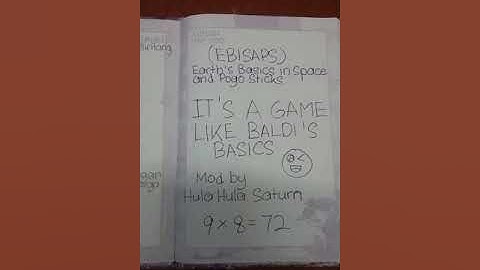 (EBISAPS)
Earth's Basics in Space
and Pogo Sticks
IT'S A GAME
LIKE BALDI'S
BASICS
Mod by
Hula Hula Saturn
9 × 8 = 72